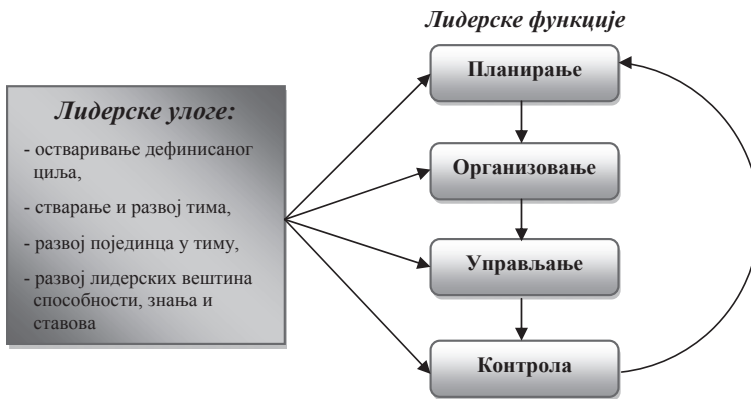 Лидерске функције
Лидерске улоге:
- остваривање дефинисаног
циља,
- стварање и развој тима,
- развој појединца у тиму,
- развој лидерских вештина
способности, знања и
ставова
Планирање
Организовање
Управљање
Контрола